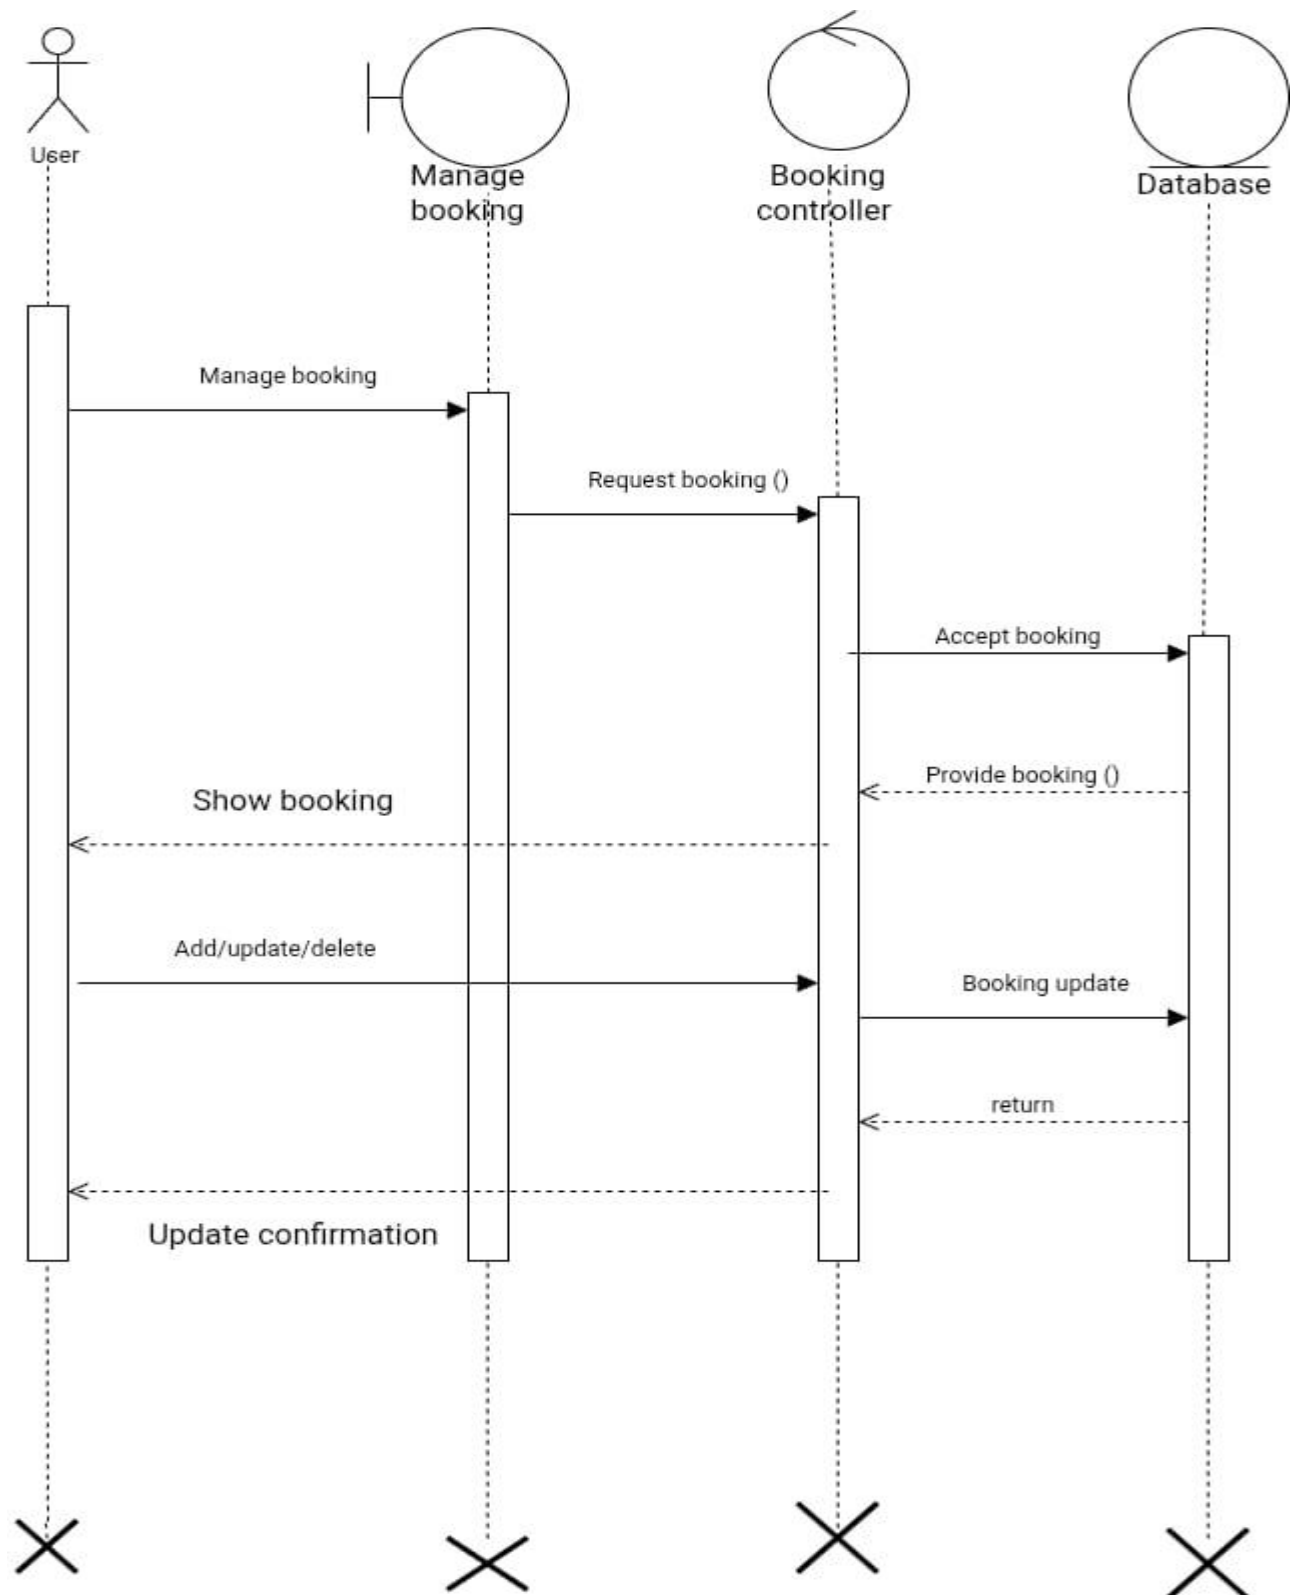 User
Manage
booking
Booking
controller
Database
Manage booking
Request booking ()
Accept booking
Provide booking ()
Show booking
Add/update/delete
Booking update
return
Update confirmation